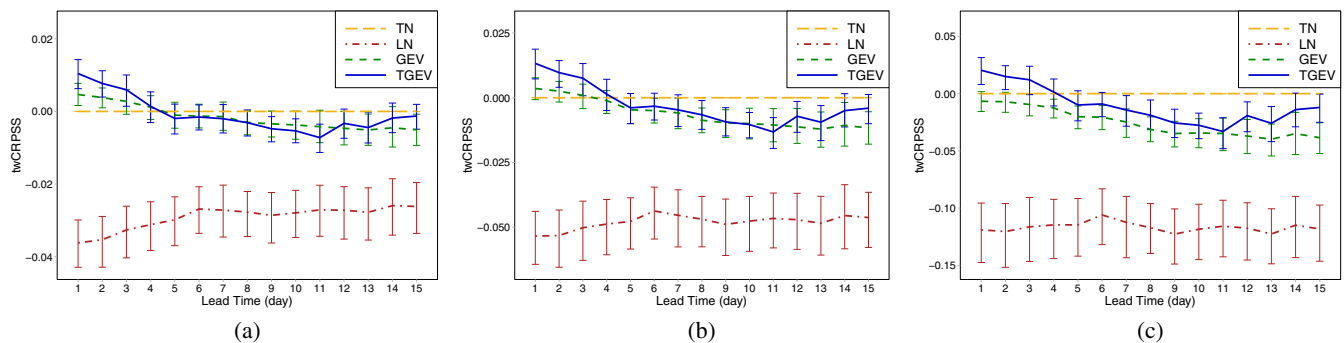 TN
LN
GEV
TGEV
0.02
0.00
−0.02
−0.04
twCRPSS
1 2 3 4 5 6 7 8 9 10 11 12 13 14 15
Lead Time (day)
(a)
TN
LN
GEV
TGEV
0.025
0.000
−0.025
−0.050
twCRPSS
1 2 3 4 5 6 7 8 9 10 11 12 13 14 15
Lead Time (day)
(b)
TN
LN
GEV
TGEV
0.05
0.00
−0.05
−0.10
−0.15
twCRPSS
1 2 3 4 5 6 7 8 9 10 11 12 13 14 15
Lead Time (day)
(c)